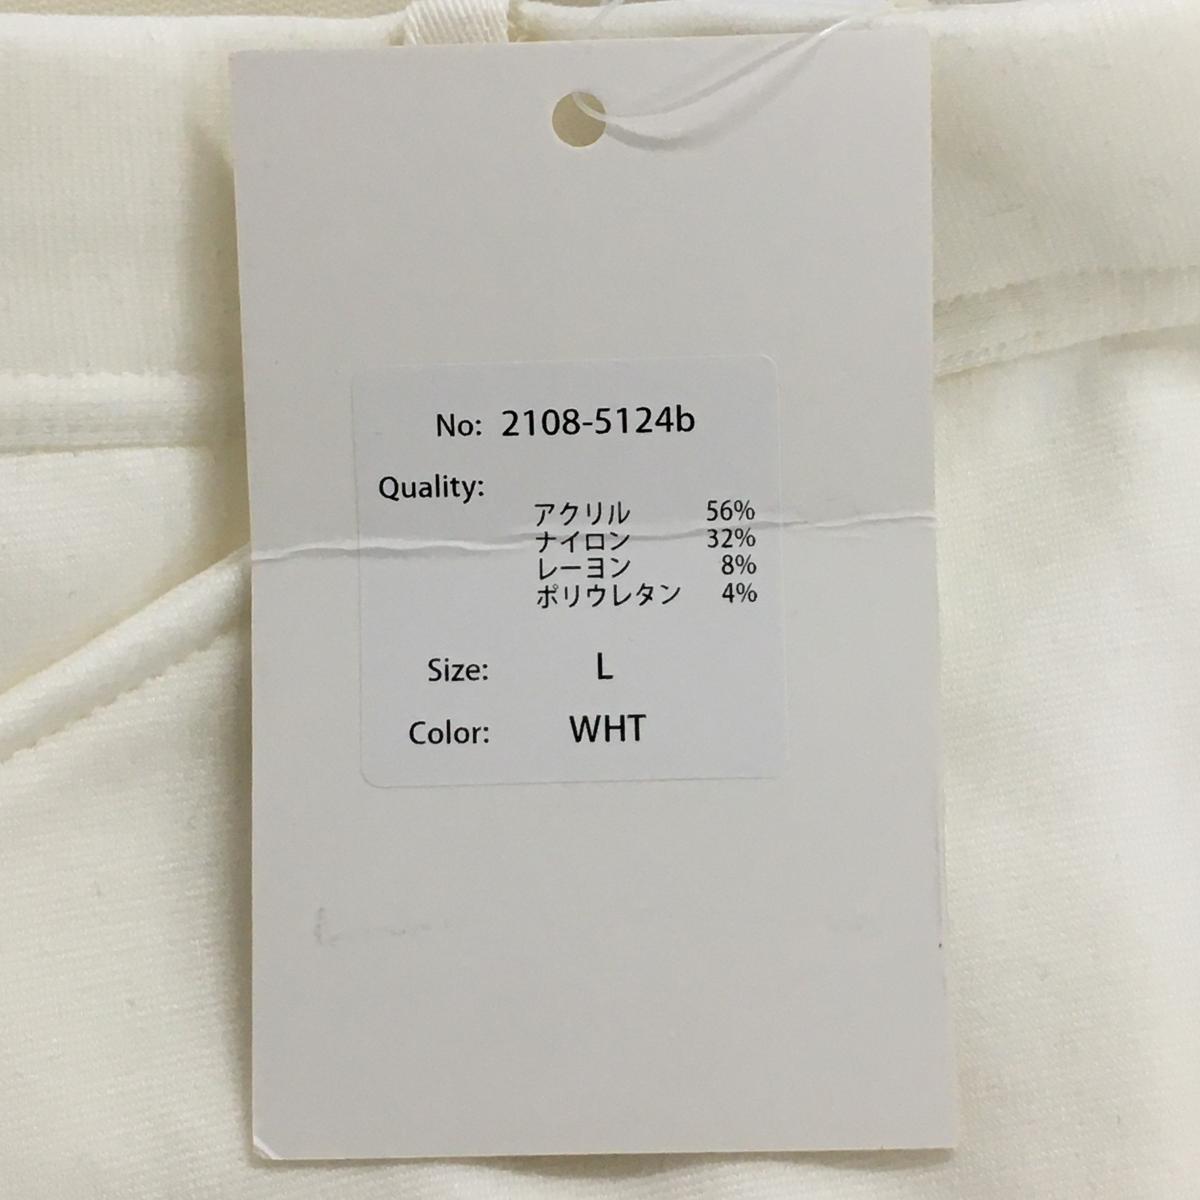 No: 2108-5124b
Quality:
アクリル 56%
ナイロン 32%
レーヨン 8%
ポリウレタン 4%
Size: L
Color: WHT